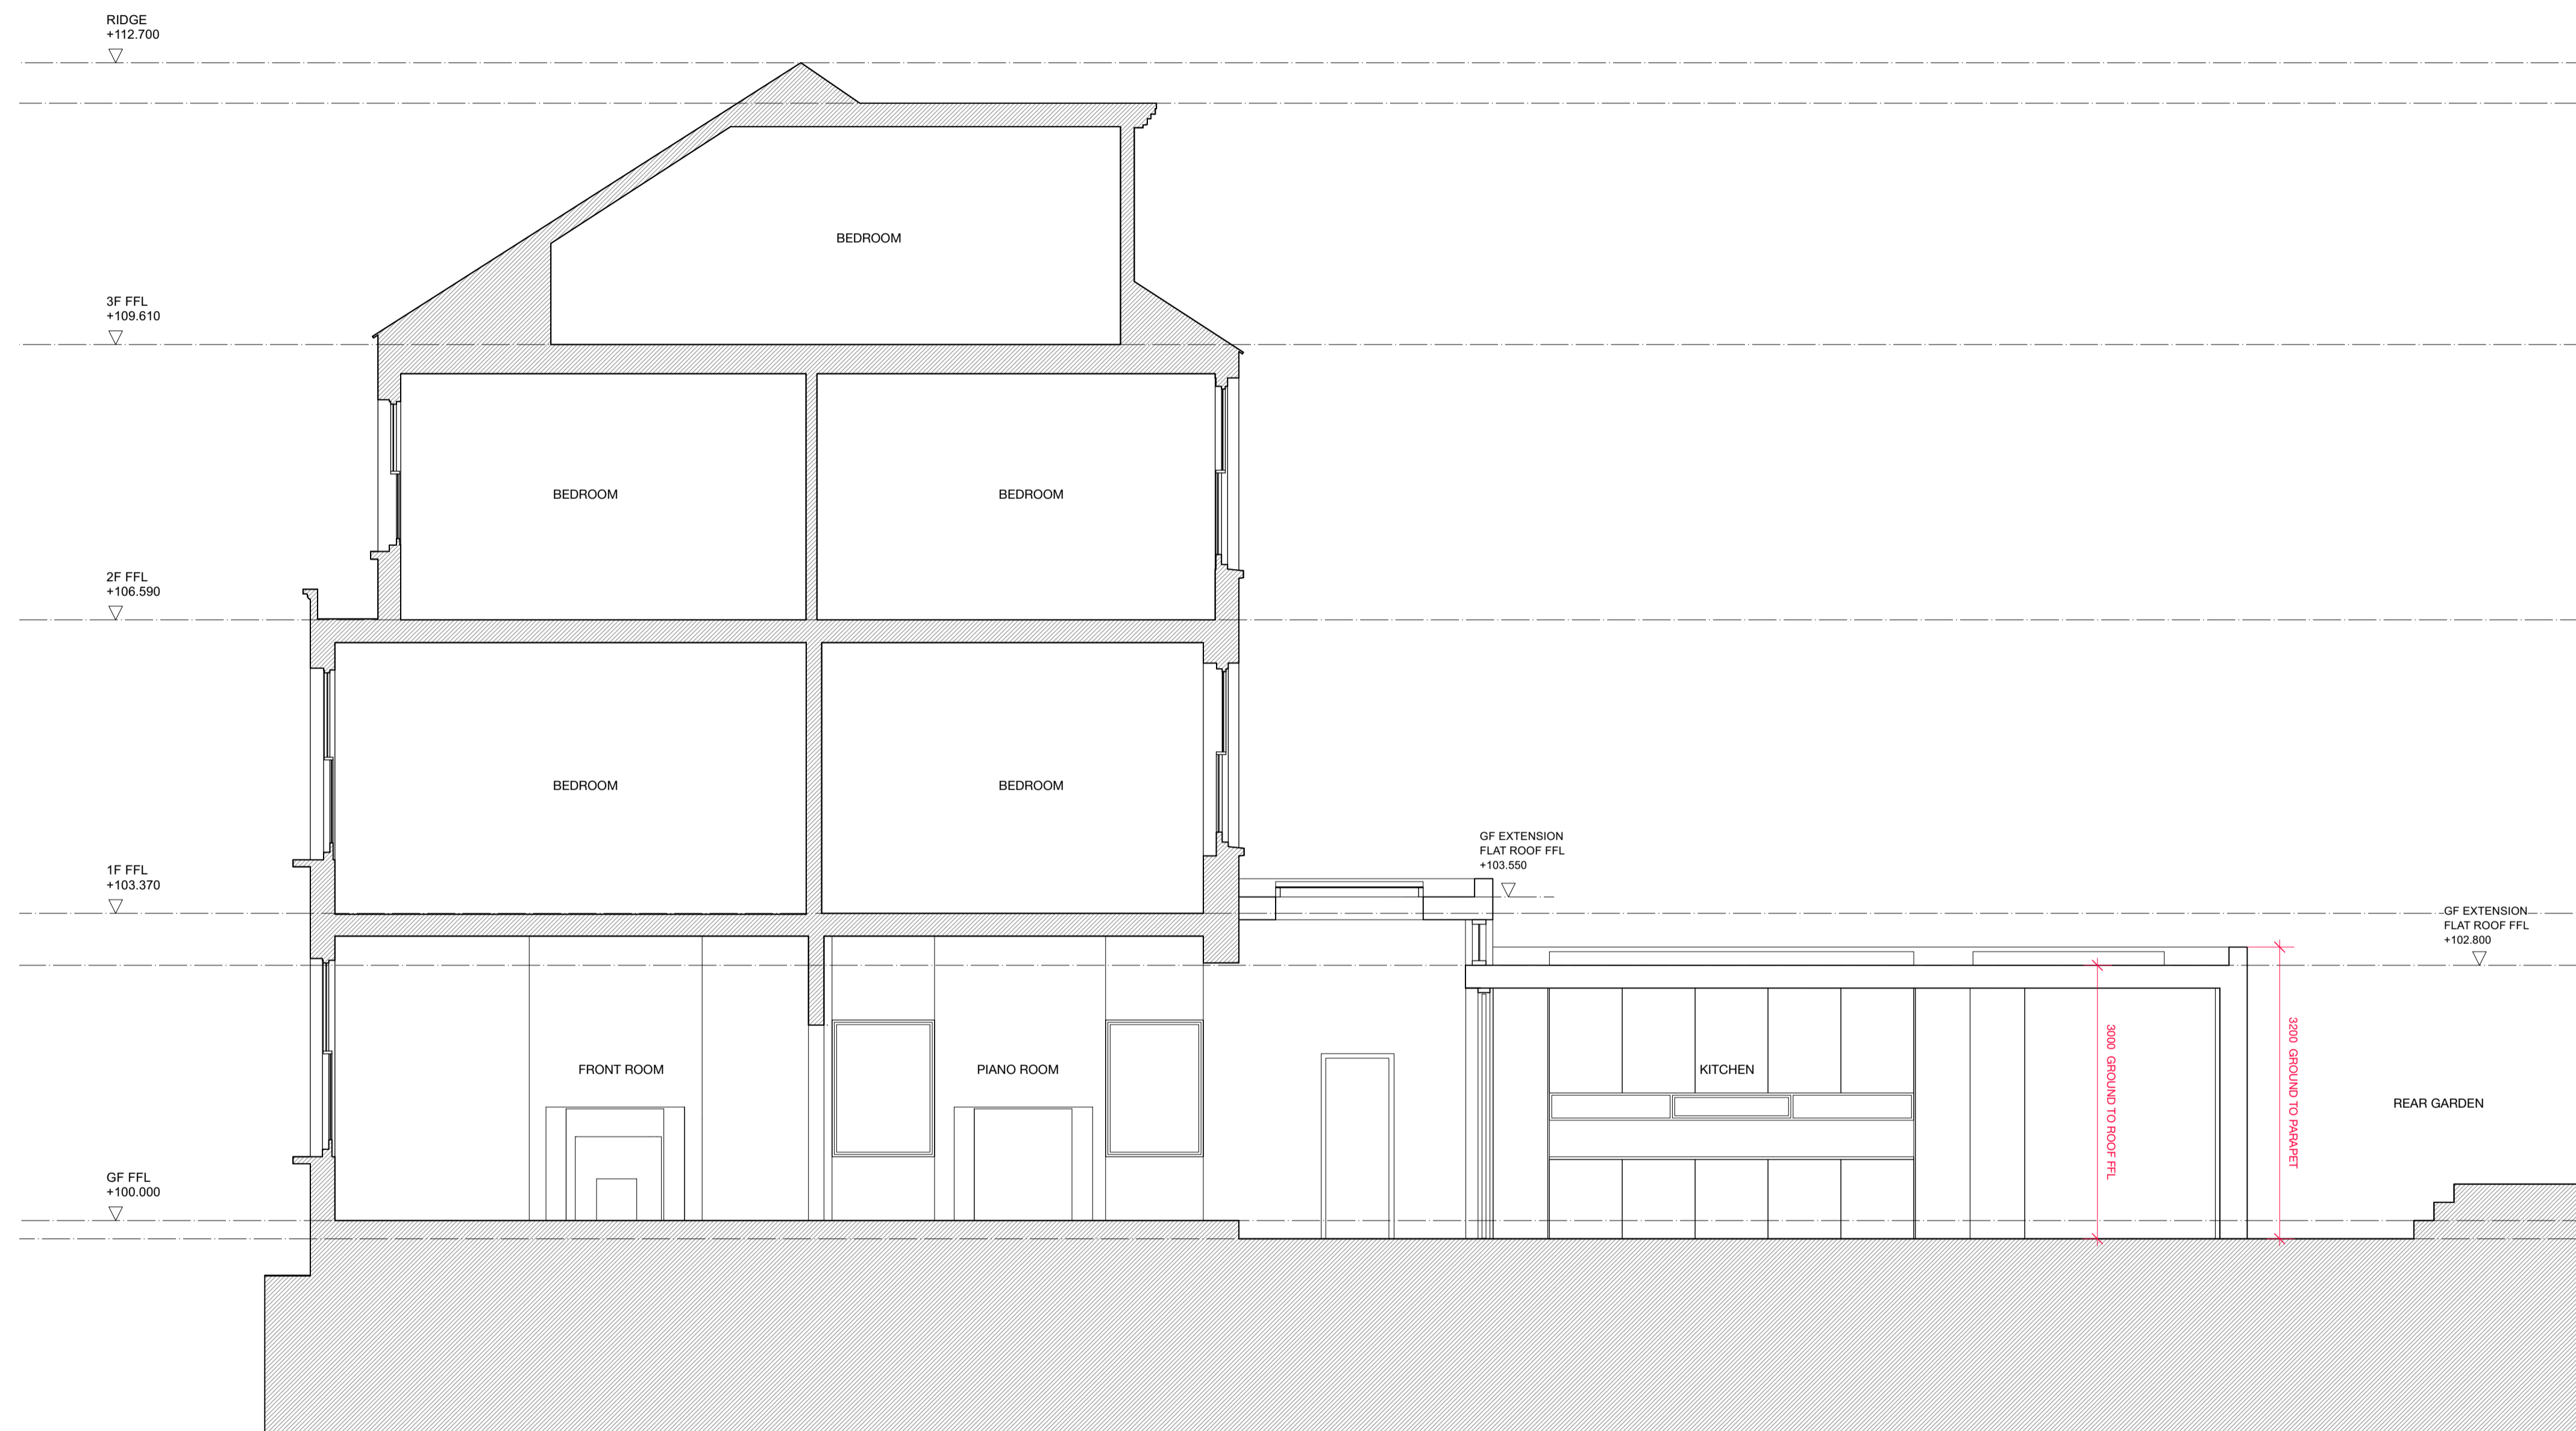 RIDGE
+112.700
BEDROOM
3F FFL
+109.610
BEDROOM
BEDROOM
2F FFL
+106.590
BEDROOM
BEDROOM
GF EXTENSION
FLAT ROOF FFL
+103.550
1F FFL
+103.370
GF EXTENSION
FLAT ROOF FFL
+102.800
FRONT ROOM
PIANO ROOM
KITCHEN
3000 GROUND TO ROOF FFL
3200 GROUND TO PARAPET
REAR GARDEN
GF FFL
+100.000